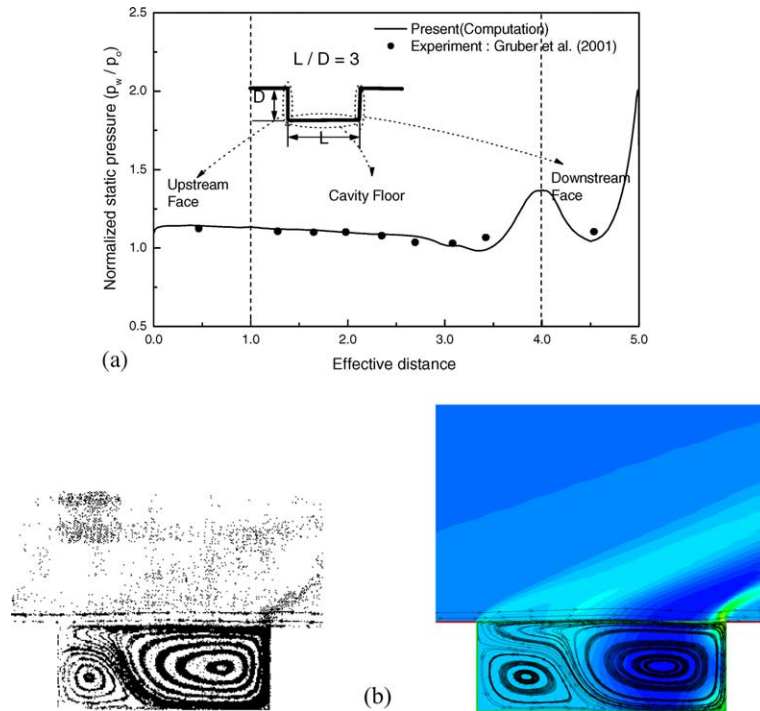 2.5
2.0
1.5
1.0
0.5
Normalized static pressure (pw / po)
Present(Computation)
Experiment : Gruber et al. (2001)
L / D = 3
D
L
Upstream
Face
Cavity Floor
Downstream
Face
0.0 1.0 2.0 3.0 4.0 5.0
Effective distance
(a)
(b)